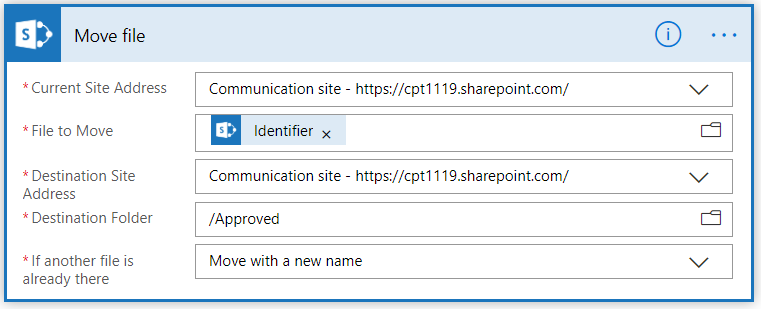 Move file
* Current Site Address
Communication site - https://cpt1119.sharepoint.com/
* File to Move
S Identifier ×
* Destination Site
Address
Communication site - https://cpt1119.sharepoint.com/
* Destination Folder
/Approved
* If another file is
already there
Move with a new name